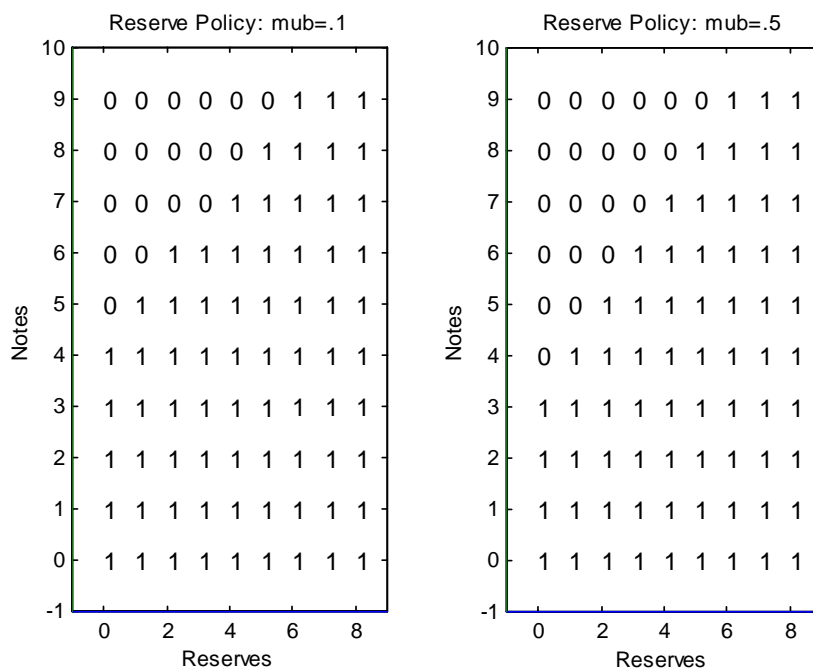 Reserve Policy: mub=.1
10
9 0 0 0 0 0 0 1 1 1
8 0 0 0 0 0 1 1 1 1
7 0 0 0 0 1 1 1 1 1
6 0 0 1 1 1 1 1 1 1
5 0 1 1 1 1 1 1 1 1
4 1 1 1 1 1 1 1 1 1
3 1 1 1 1 1 1 1 1 1
2 1 1 1 1 1 1 1 1 1
1 1 1 1 1 1 1 1 1 1
0 1 1 1 1 1 1 1 1 1
-1
0 2 4 6 8
Notes
Reserves
Reserve Policy: mub=.5
10
9 0 0 0 0 0 0 1 1 1
8 0 0 0 0 0 1 1 1 1
7 0 0 0 0 1 1 1 1 1
6 0 0 0 1 1 1 1 1 1
5 0 0 1 1 1 1 1 1 1
4 0 1 1 1 1 1 1 1 1
3 1 1 1 1 1 1 1 1 1
2 1 1 1 1 1 1 1 1 1
1 1 1 1 1 1 1 1 1 1
0 1 1 1 1 1 1 1 1 1
-1
0 2 4 6 8
Notes
Reserves